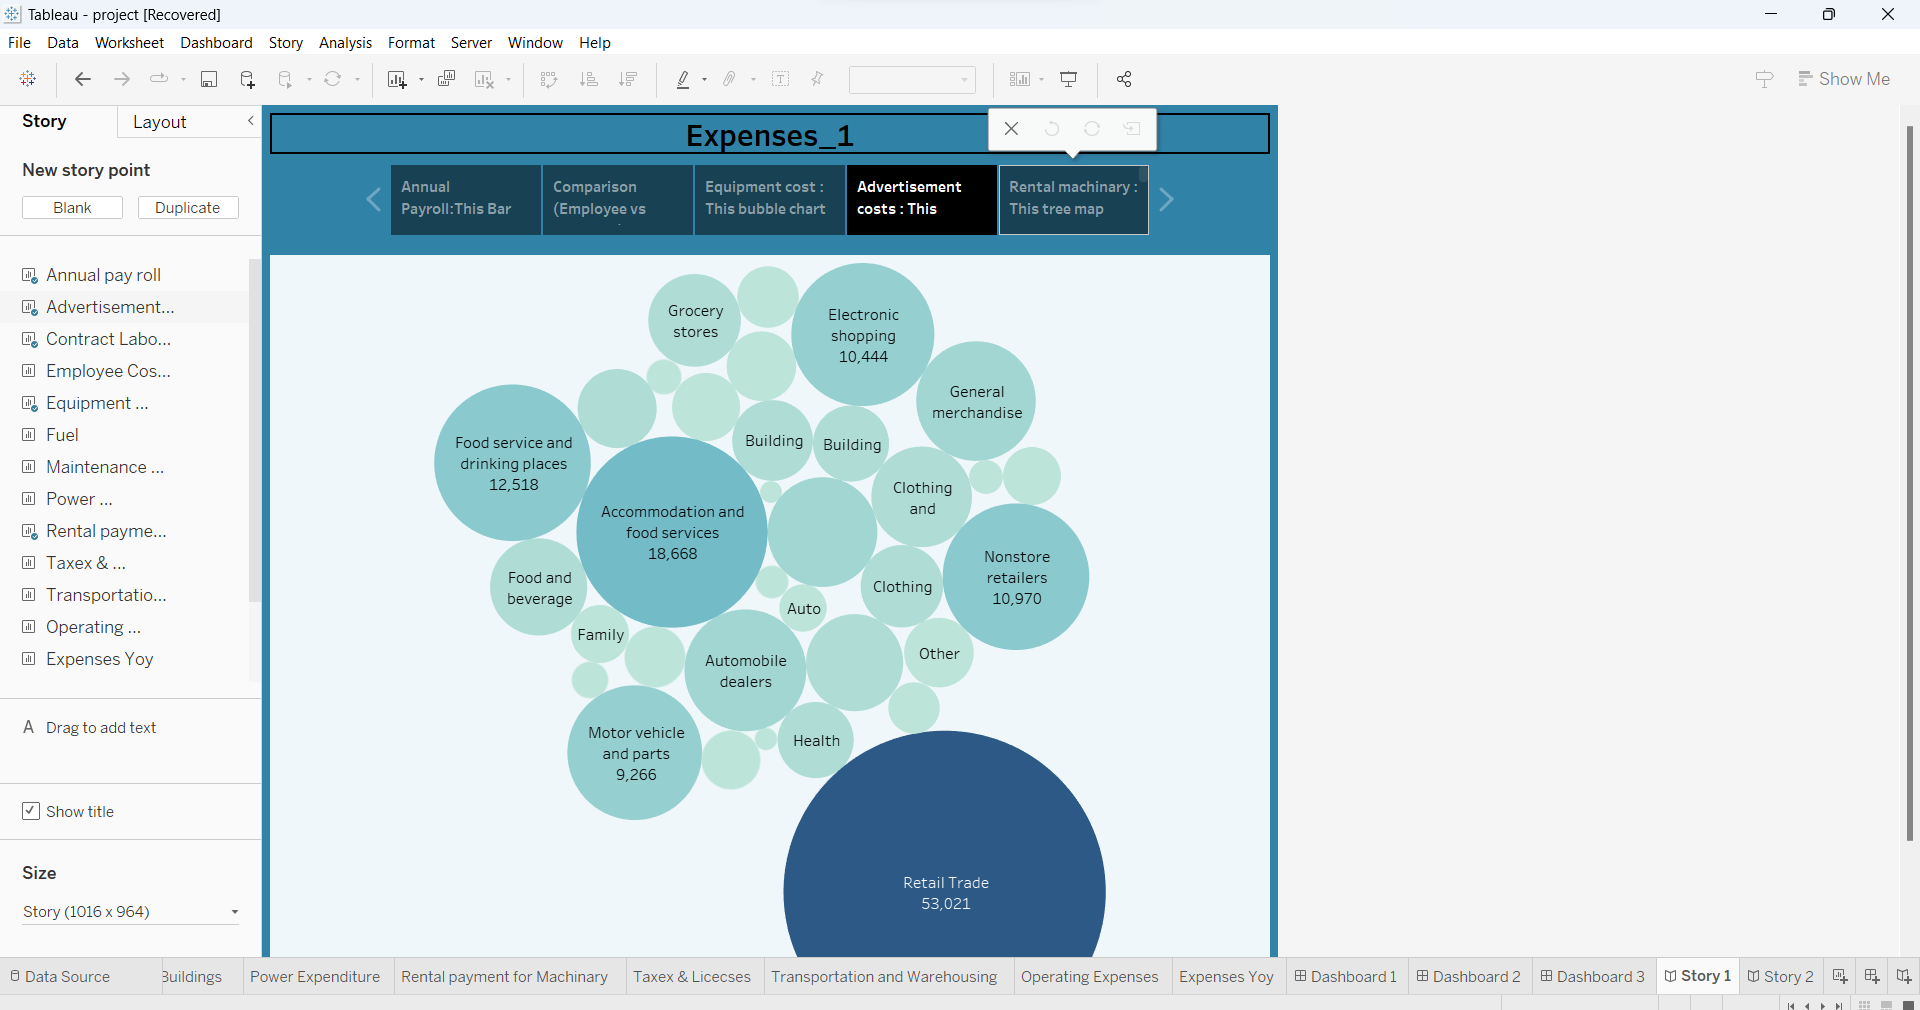 Tableau - project [Recovered]
File Data Worksheet Dashboard Story Analysis Format Server Window Help
Show Me
Story Layout
New story point
Blank Duplicate
Annual pay roll
Advertisement...
Contract Labo...
Employee Cos...
Equipment ...
Fuel
Maintenance ...
Power ...
Rental payme...
Taxex & ...
Transportatio...
Operating ...
Expenses Yoy
A Drag to add text
Show title
Size
Story (1016 x 964)
Expenses_1
Annual
Payroll:This Bar
Comparison
(Employee vs
Equipment cost :
This bubble chart
Advertisement
costs : This
Rental machinary :
This tree map
Grocery
stores
Electronic
shopping
10,444
General
merchandise
Food service and
drinking places
12,518
Building
Building
Clothing
and
Accommodation and
food services
18,668
Nonstore
retailers
10,970
Food and
beverage
Clothing
Auto
Family
Other
Automobile
dealers
Motor vehicle
and parts
9,266
Health
Retail Trade
53,021
Data Source Buildings Power Expenditure Rental payment for Machinary Taxex & Licecses Transportation and Warehousing Operating Expenses Expenses Yoy Dashboard 1 Dashboard 2 Dashboard 3 Story 1 Story 2